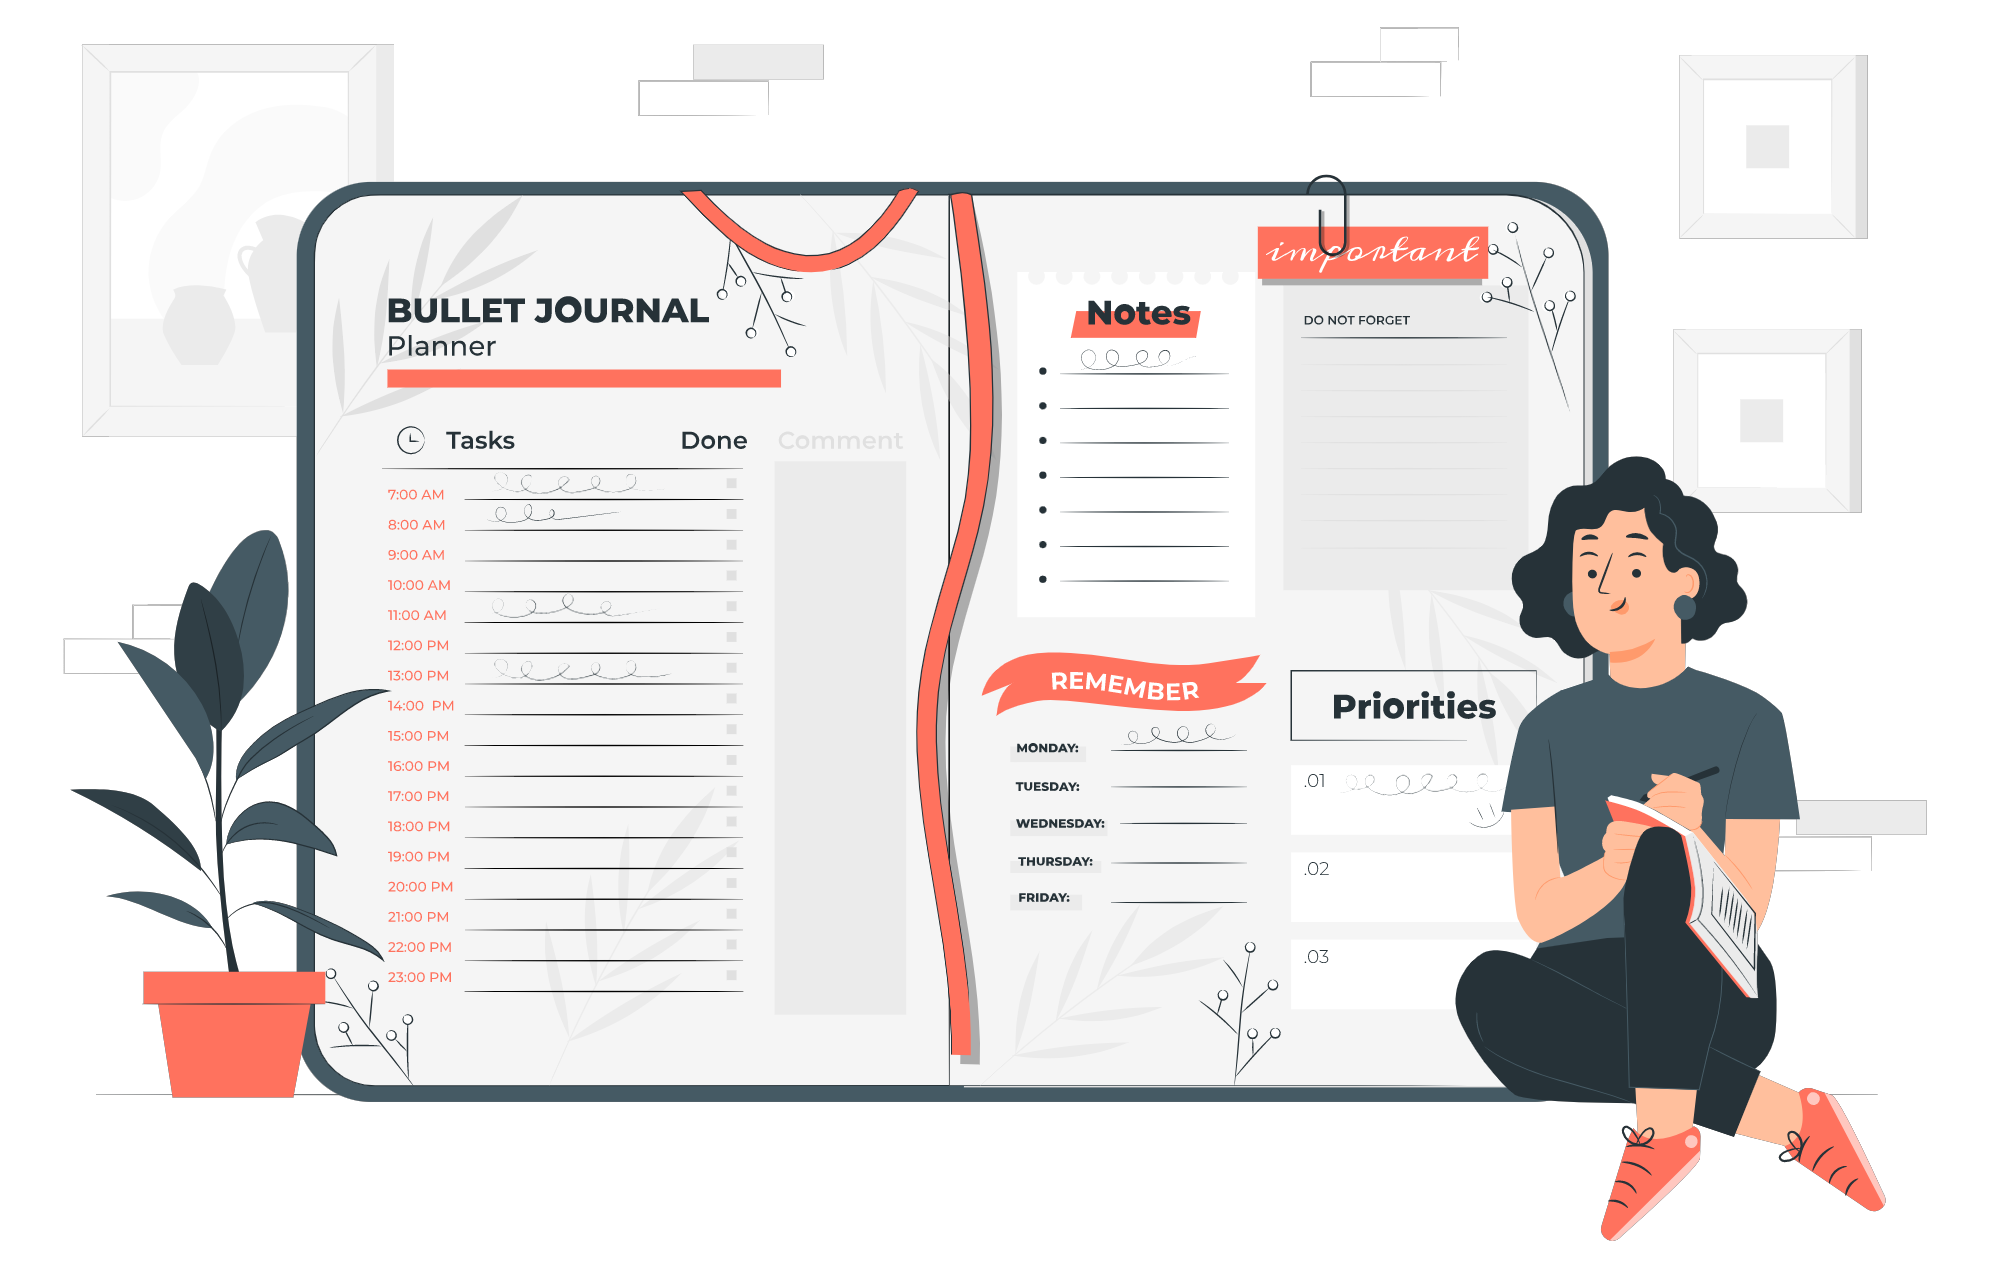 BULLET JOURNAL
Planner
Tasks Done Comment
7:00 AM
8:00 AM
9:00 AM
10:00 AM
11:00 AM
12:00 PM
13:00 PM
14:00 PM
15:00 PM
16:00 PM
17:00 PM
18:00 PM
19:00 PM
20:00 PM
21:00 PM
22:00 PM
23:00 PM
important
Notes
DO NOT FORGET
REMEMBER
MONDAY:
TUESDAY:
WEDNESDAY:
THURSDAY:
FRIDAY:
Priorities
.01
.02
.03